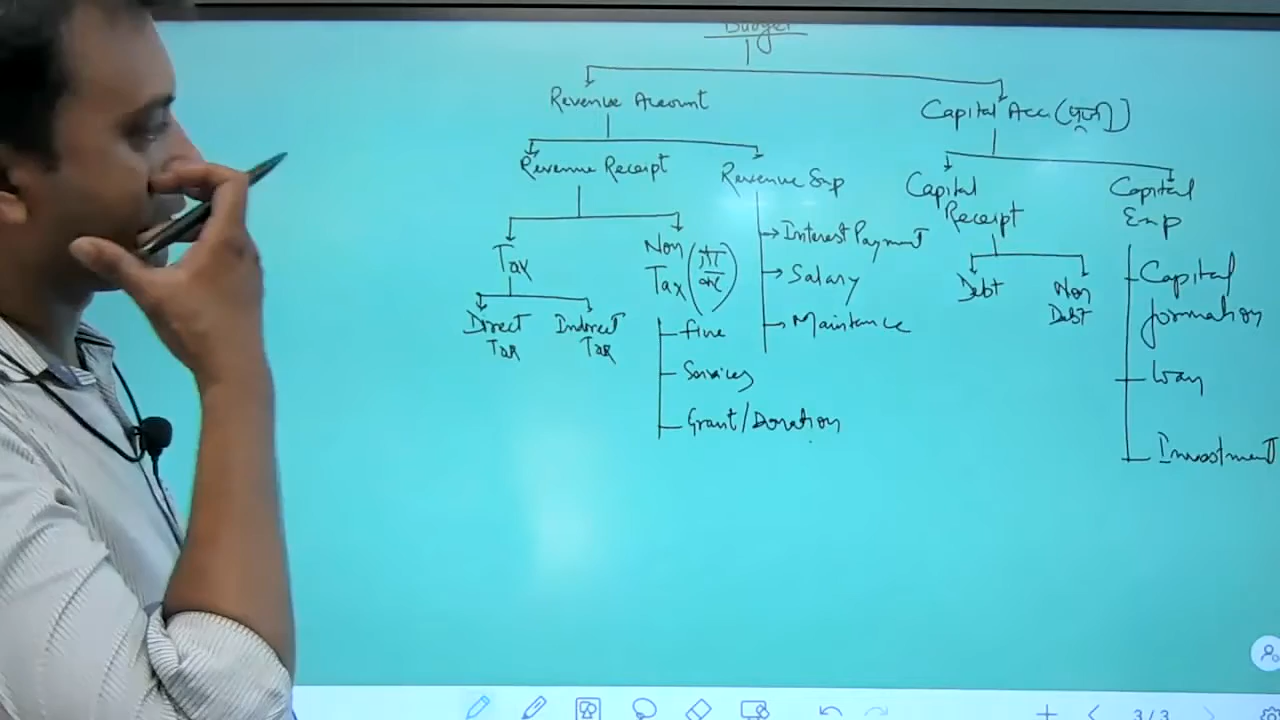 Budget
Revenue Account
Capital Acc (पूंजी)
Revenue Receipt
Revenue Exp
Capital
Receipt
Capital
Exp
Tax
Non
Tax
Direct
Tax
Indirect
Tax
Fine
Services
Grant/Donation
Interest Payment
Salary
Maintance
Debt
Non
Debt
Capital
formation
Loan
Investment
3/3